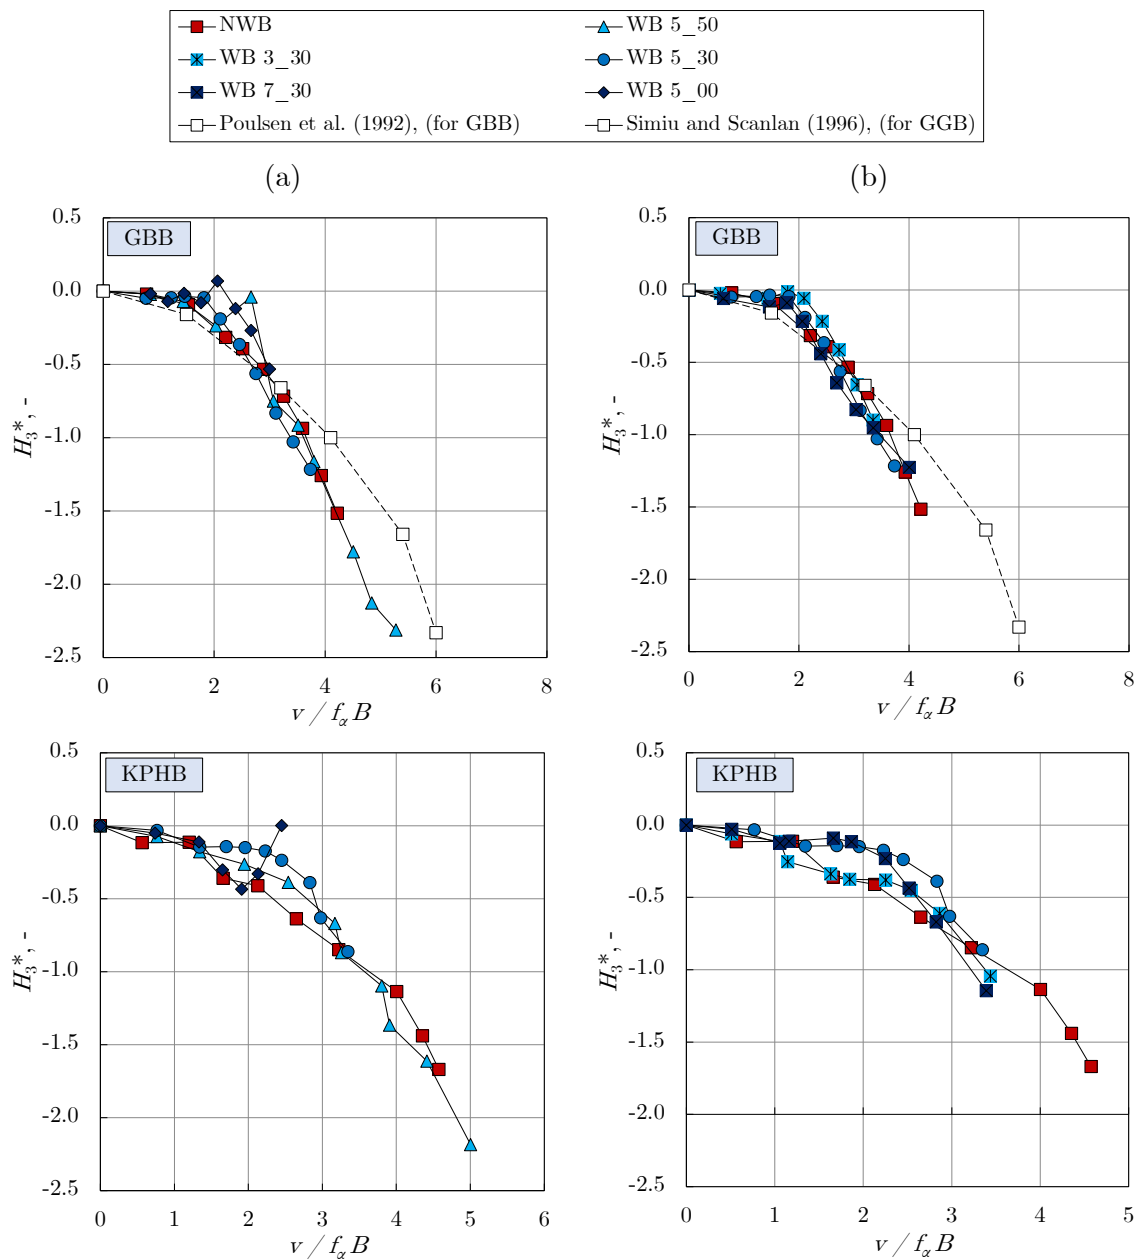 NWB
WB 5_50
WB 3_30
WB 5_30
WB 7_30
WB 5_00
Poulsen et al. (1992), (for GBB)
Simiu and Scanlan (1996), (for GGB)
(a)
(b)
0.5
0.0
-0.5
-1.0
-1.5
-2.0
-2.5
H₃*, -
GBB
0 2 4 6 8
v / fαB
0.5
0.0
-0.5
-1.0
-1.5
-2.0
-2.5
H₃*, -
GBB
0 2 4 6 8
v / fαB
0.5
0.0
-0.5
-1.0
-1.5
-2.0
-2.5
H₃*, -
KPHB
0 1 2 3 4 5 6
v / fαB
0.5
0.0
-0.5
-1.0
-1.5
-2.0
-2.5
H₃*, -
KPHB
0 1 2 3 4 5
v / fαB